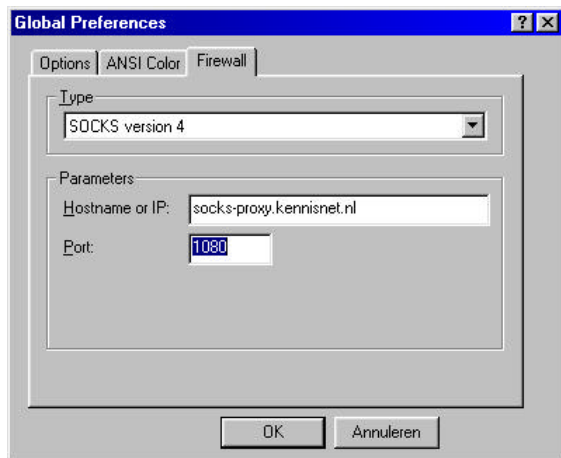 Global Preferences
Options ANSI Color Firewall
Type
SOCKS version 4
Parameters
Hostname or IP: socks-proxy.kennisnet.nl
Port: 1080
OK Annuleren